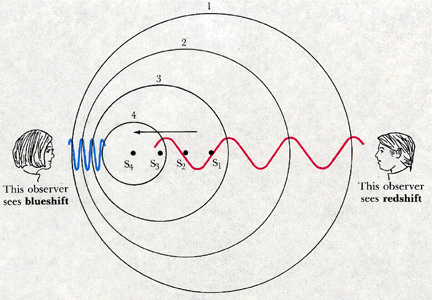 1
2
3
4
S₄ S₃ S₂ S₁
This observer
sees blueshift
This observer
sees redshift